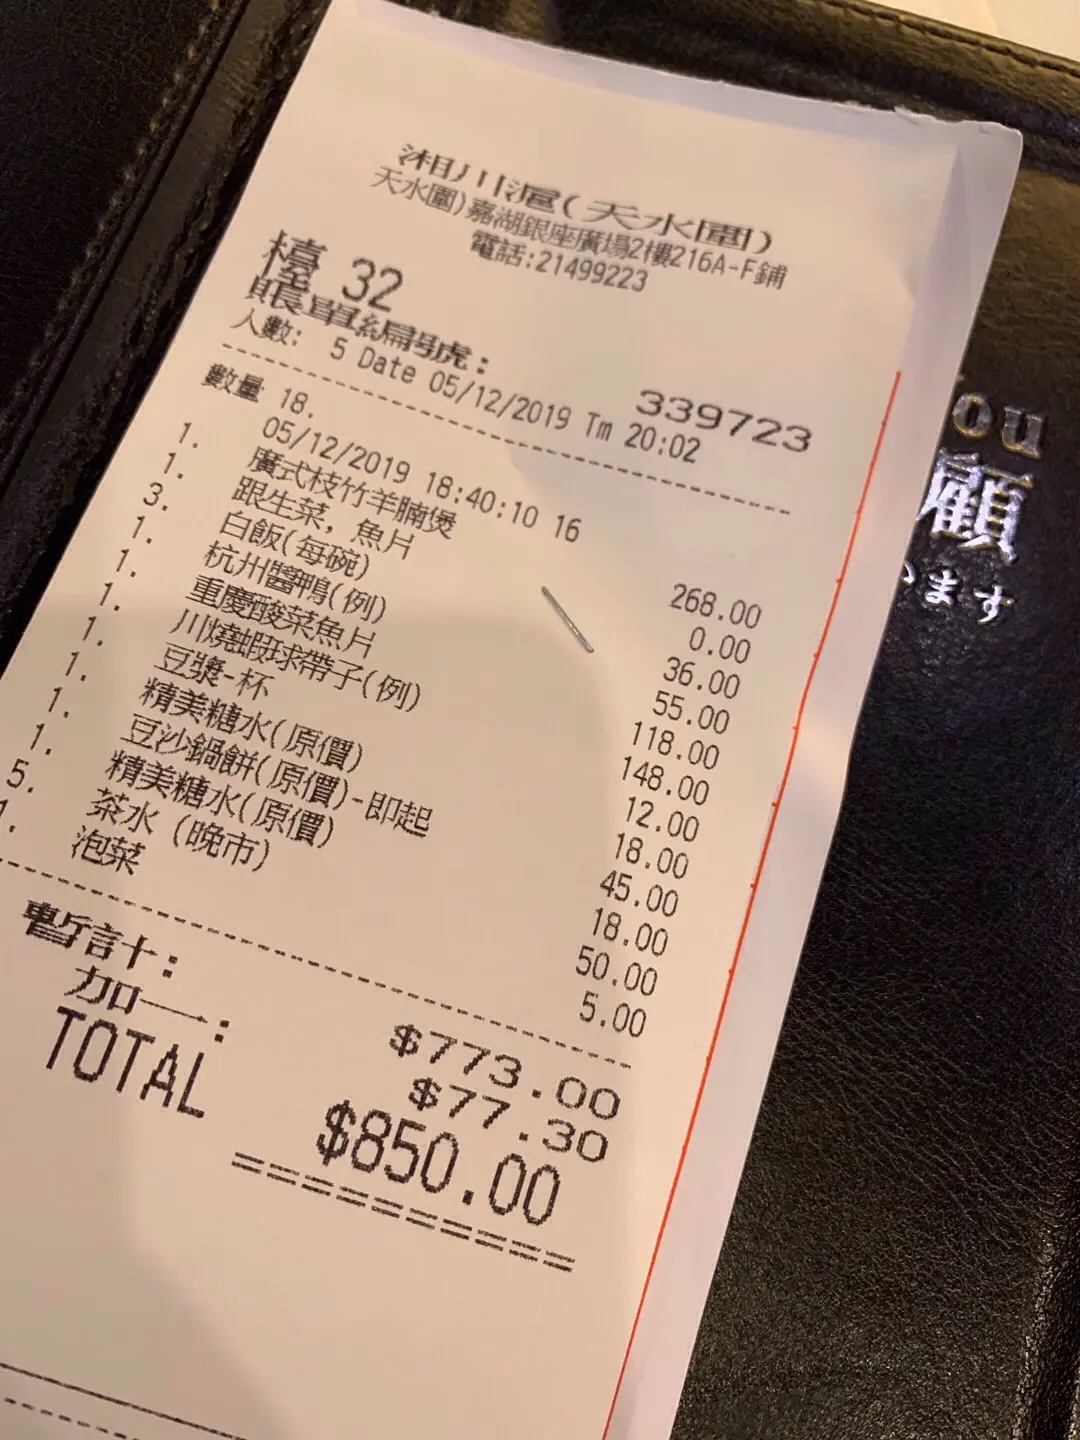 湘川滬(天水圍)
天水圍)嘉湖銀座廣場2樓216A-F鋪
電話:21499223
檯 32
賬單編號: 339723
人數: 5 Date 05/12/2019 Tm 20:02
數量 18.
05/12/2019 18:40:10 16
1. 廣式枝竹羊腩煲 268.00
1. 跟生菜, 魚片 0.00
3. 白飯(每碗) 36.00
1. 杭州醬鴨(例) 55.00
1. 重慶酸菜魚片 118.00
1. 川燒蝦球帶子(例) 148.00
1. 豆漿-杯 12.00
1. 精美糖水(原價) 18.00
1. 豆沙鍋餅(原價)-即起 45.00
1. 精美糖水(原價) 18.00
5. 茶水 (晚市) 50.00
1. 泡菜 5.00
暫計: $773.00
加一: $77.30
TOTAL $850.00
==========
ou
顧
います